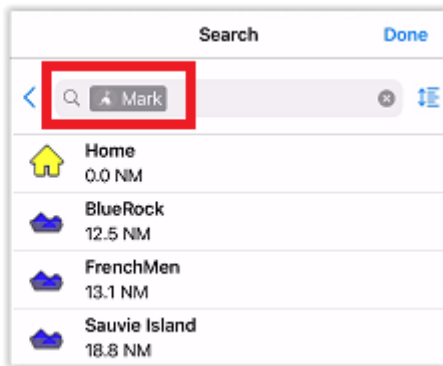 Search Done
Mark
Home
0.0 NM
BlueRock
12.5 NM
FrenchMen
13.1 NM
Sauvie Island
18.8 NM